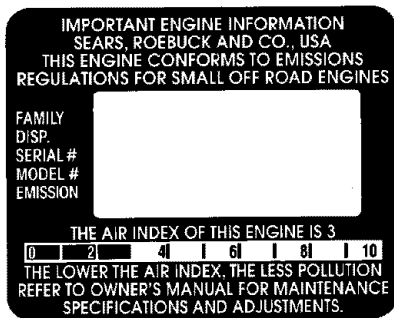 IMPORTANT ENGINE INFORMATION
SEARS, ROEBUCK AND CO., USA
THIS ENGINE CONFORMS TO EMISSIONS
REGULATIONS FOR SMALL OFF ROAD ENGINES
FAMILY
DISP.
SERIAL #
MODEL #
EMISSION
THE AIR INDEX OF THIS ENGINE IS 3
0 2 4 6 8 10
THE LOWER THE AIR INDEX, THE LESS POLLUTION
REFER TO OWNER'S MANUAL FOR MAINTENANCE
SPECIFICATIONS AND ADJUSTMENTS.